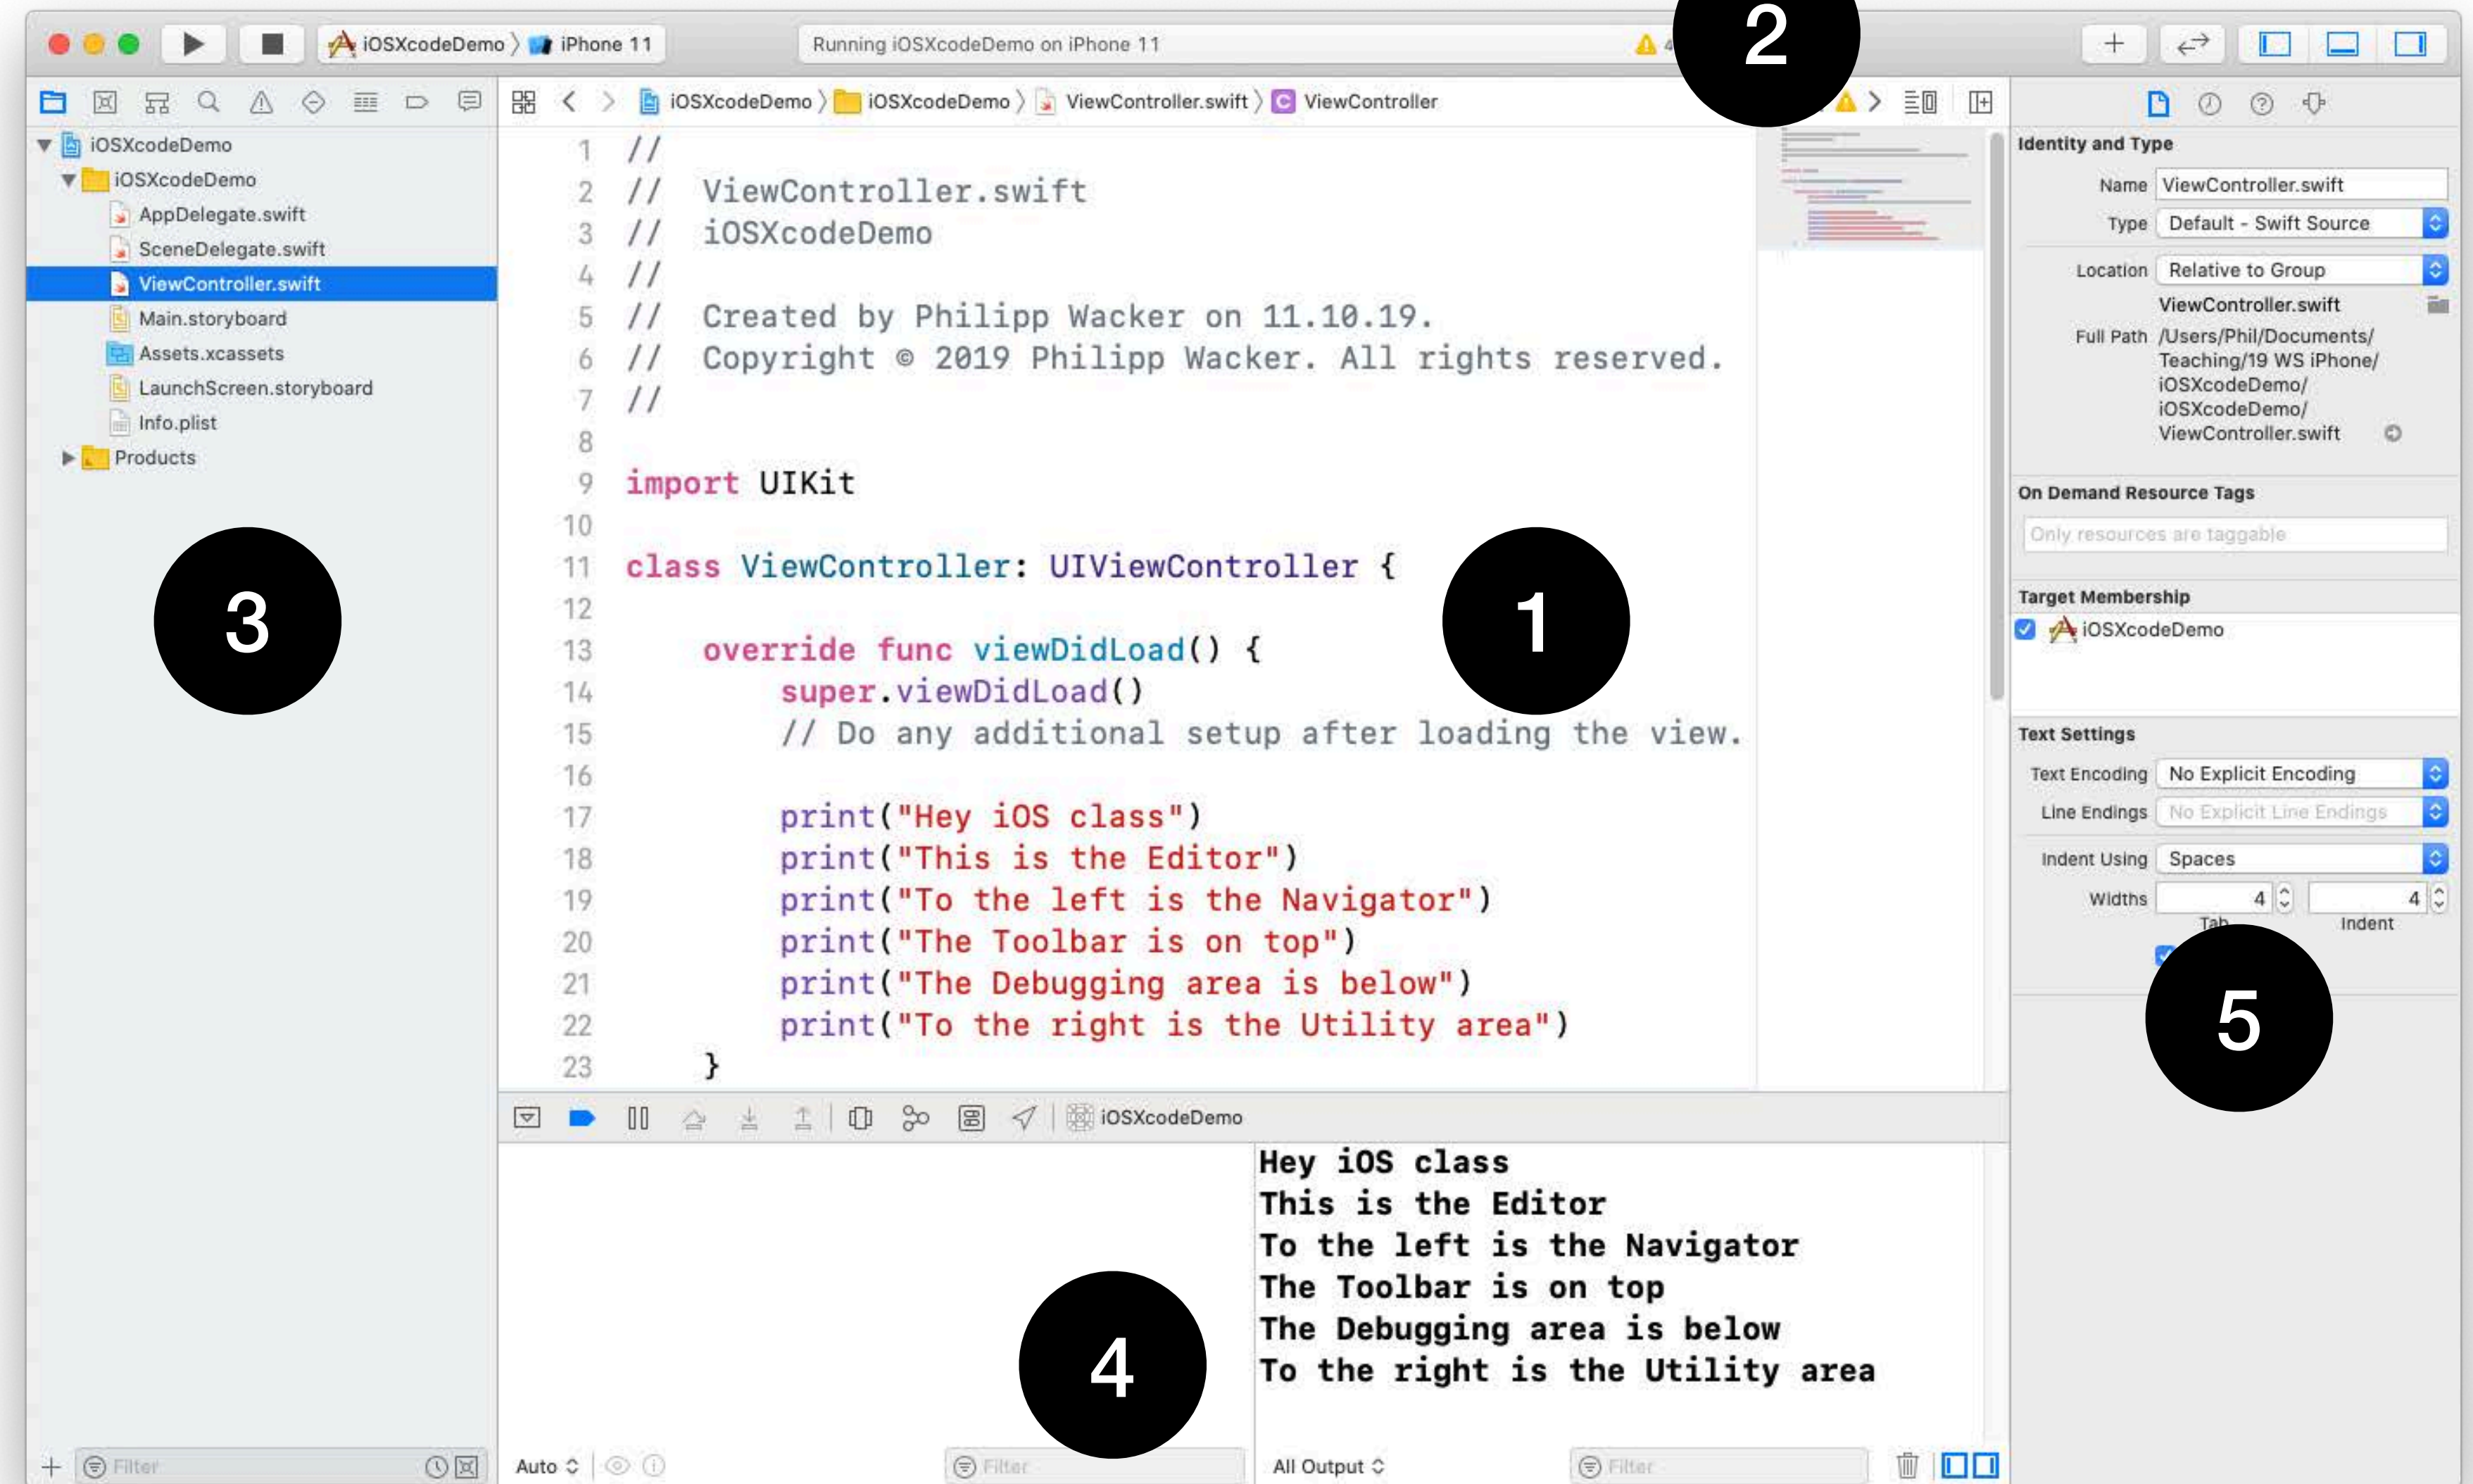 iOSXcodeDemo
iPhone 11
Running iOSXcodeDemo on iPhone 11
2
iOSXcodeDemo
iOSXcodeDemo
AppDelegate.swift
SceneDelegate.swift
ViewController.swift
Main.storyboard
Assets.xcassets
LaunchScreen.storyboard
Info.plist
Products
3
Filter
iOSXcodeDemo
iOSXcodeDemo
ViewController.swift
C ViewController
1 //
2 //  ViewController.swift
3 //  iOSXcodeDemo
4 //
5 //  Created by Philipp Wacker on 11.10.19.
6 //  Copyright © 2019 Philipp Wacker. All rights reserved.
7 //
8
9 import UIKit
10
11 class ViewController: UIViewController {
12
13     override func viewDidLoad() {
14         super.viewDidLoad()
15         // Do any additional setup after loading the view.
16
17         print("Hey iOS class")
18         print("This is the Editor")
19         print("To the left is the Navigator")
20         print("The Toolbar is on top")
21         print("The Debugging area is below")
22         print("To the right is the Utility area")
23     }
1
iOSXcodeDemo
Hey iOS class
This is the Editor
To the left is the Navigator
The Toolbar is on top
The Debugging area is below
To the right is the Utility area
4
Auto
Filter
All Output
Filter
Identity and Type
Name ViewController.swift
Type Default - Swift Source
Location Relative to Group
ViewController.swift
Full Path /Users/Phil/Documents/
Teaching/19 WS iPhone/
iOSXcodeDemo/
iOSXcodeDemo/
ViewController.swift
On Demand Resource Tags
Only resources are taggable
Target Membership
iOSXcodeDemo
Text Settings
Text Encoding No Explicit Encoding
Line Endings No Explicit Line Endings
Indent Using Spaces
Widths 4 4
Tab Indent
5